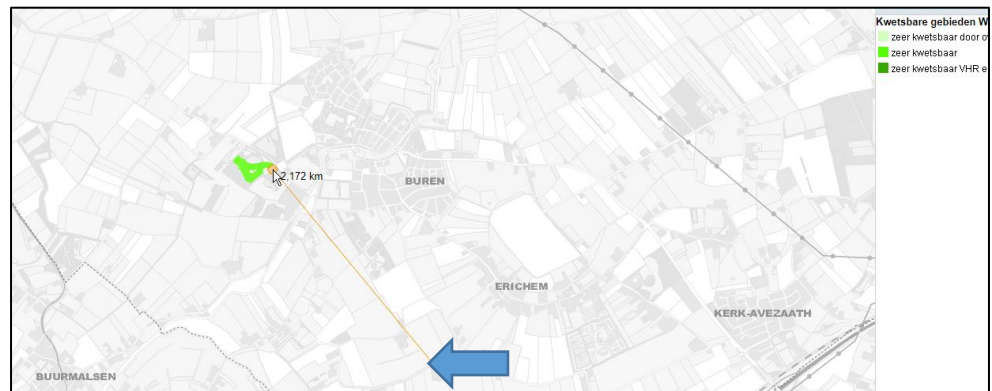 Kwetsbare gebieden W
zeer kwetsbaar door o
zeer kwetsbaar
zeer kwetsbaar VHR e
2,172 km
BUREN
ERICHEM
KERK-AVEZAATH
BUURMALSEN